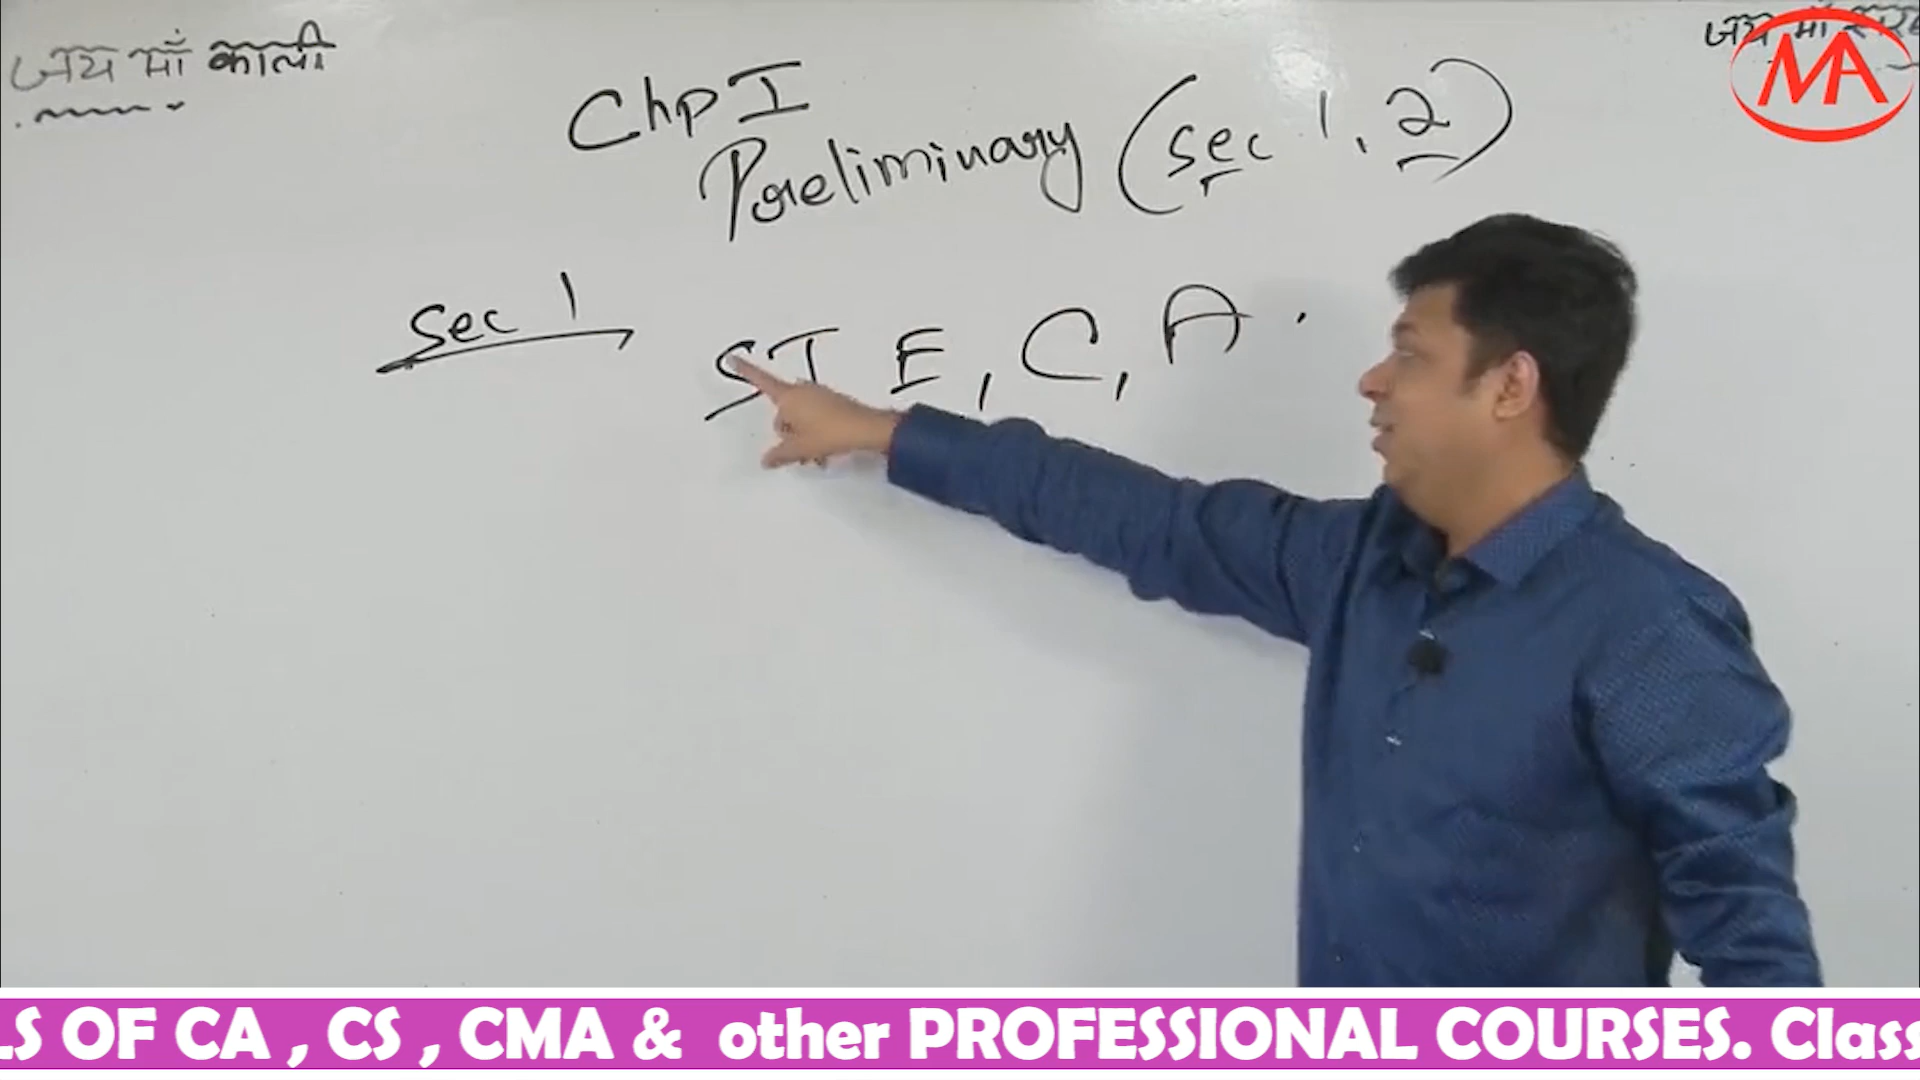 जय माँ काली
जय माँ
MA
Chp I
Preliminary (sec 1, 2)
Sec 1
ST E, C, A.
LS OF CA , CS , CMA & other PROFESSIONAL COURSES. Class